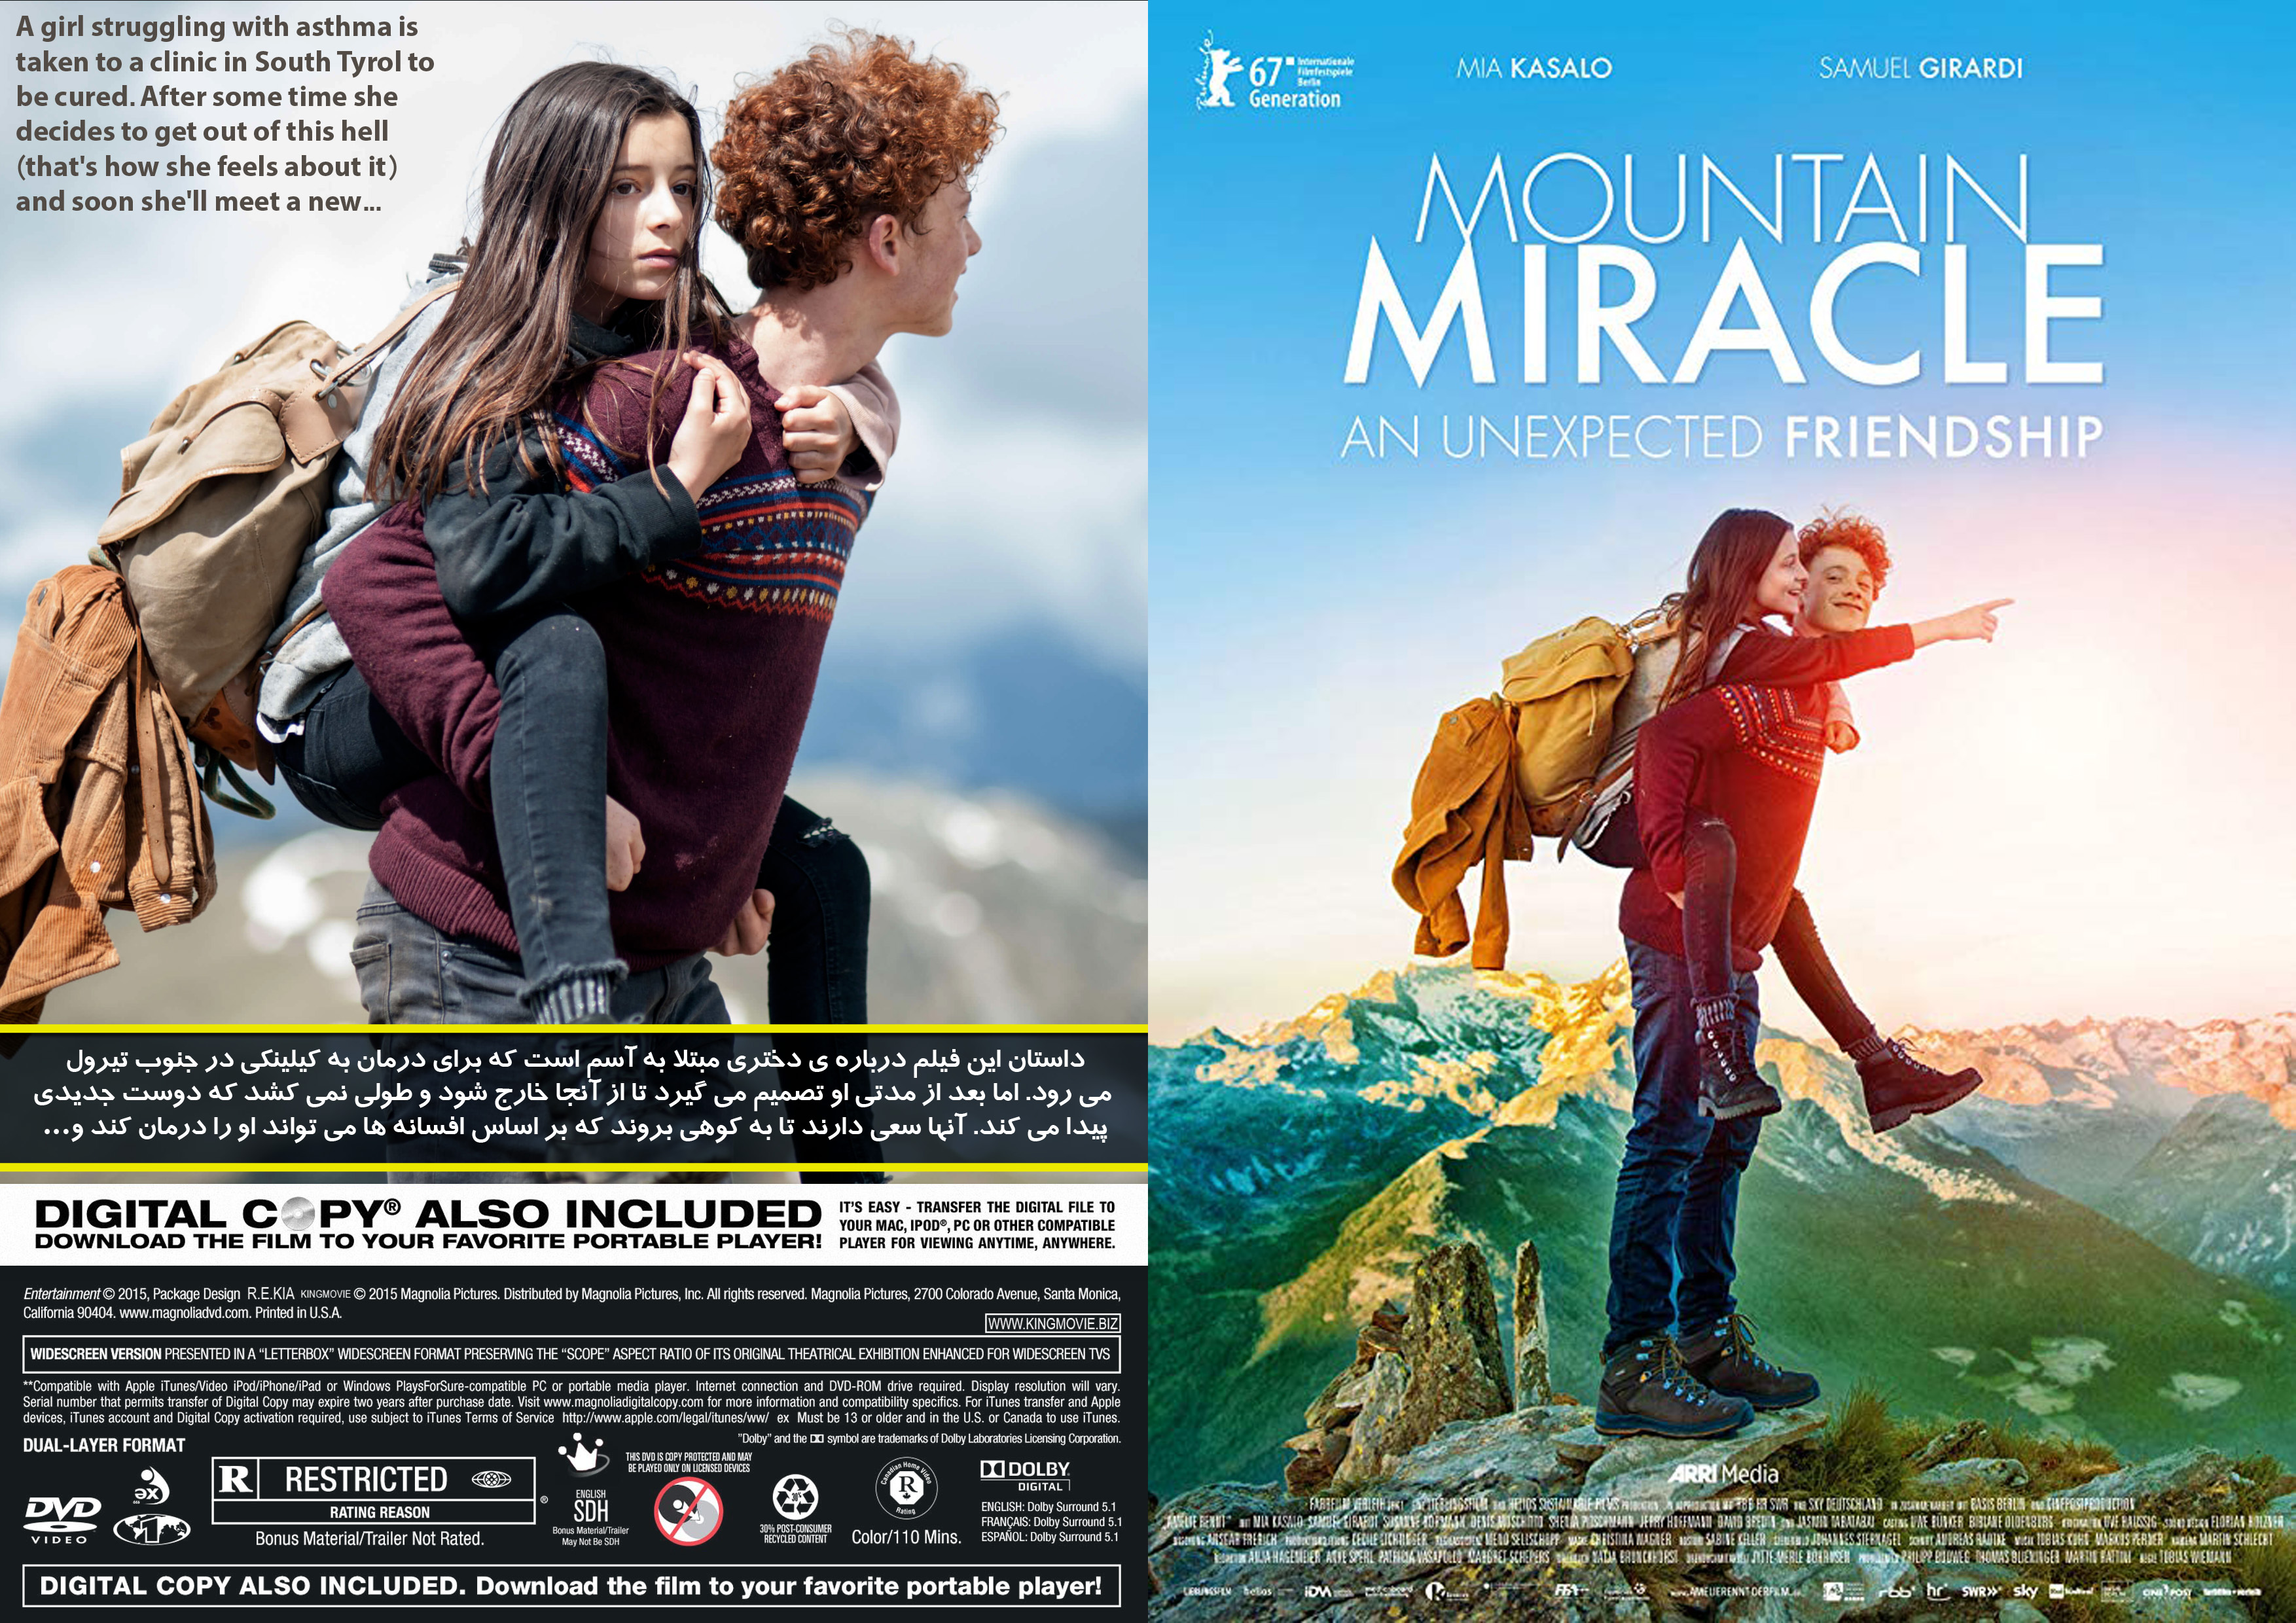 A girl struggling with asthma is
taken to a clinic in South Tyrol to
be cured. After some time she
decides to get out of this hell
(that's how she feels about it)
and soon she'll meet a new...
داستان این فیلم درباره ی دختری مبتلا به آسم است که برای درمان به کیلینکی در جنوب تیرول
می رود. اما بعد از مدتی او تصمیم می گیرد تا از آنجا خارج شود و طولی نمی کشد که دوست جدیدی
پیدا می کند. آنها سعی دارند تا به کوهی بروند که بر اساس افسانه ها می تواند او را درمان کند و...
DIGITAL COPY® ALSO INCLUDED
DOWNLOAD THE FILM TO YOUR FAVORITE PORTABLE PLAYER!
IT'S EASY - TRANSFER THE DIGITAL FILE TO
YOUR MAC, IPOD®, PC OR OTHER COMPATIBLE
PLAYER FOR VIEWING ANYTIME, ANYWHERE.
Entertainment © 2015, Package Design R.E.KIA KINGMOVIE © 2015 Magnolia Pictures. Distributed by Magnolia Pictures, Inc. All rights reserved. Magnolia Pictures, 2700 Colorado Avenue, Santa Monica,
California 90404. www.magnoliadvd.com. Printed in U.S.A.
WWW.KINGMOVIE.BIZ
WIDESCREEN VERSION PRESENTED IN A “LETTERBOX” WIDESCREEN FORMAT PRESERVING THE “SCOPE” ASPECT RATIO OF ITS ORIGINAL THEATRICAL EXHIBITION ENHANCED FOR WIDESCREEN TVS
**Compatible with Apple iTunes/Video iPod/iPhone/iPad or Windows PlaysForSure-compatible PC or portable media player. Internet connection and DVD-ROM drive required. Display resolution will vary.
Serial number that permits transfer of Digital Copy may expire two years after purchase date. Visit www.magnoliadigitalcopy.com for more information and compatibility specifics. For iTunes transfer and Apple
devices, iTunes account and Digital Copy activation required, use subject to iTunes Terms of Service http://www.apple.com/legal/itunes/ww/ ex Must be 13 or older and in the U.S. or Canada to use iTunes.
"Dolby" and the symbol are trademarks of Dolby Laboratories Licensing Corporation.
DUAL-LAYER FORMAT
DVD
VIDEO
1
R RESTRICTED ®
RATING REASON
Bonus Material/Trailer Not Rated.
ENGLISH
SDH
Bonus Material/Trailer
May Not Be SDH
THIS DVD IS COPY PROTECTED AND MAY
BE PLAYED ONLY ON LICENSED DEVICES
30% POST-CONSUMER
RECYCLED CONTENT
Canadian Home Video
R
Rating
Color/110 Mins.
DOLBY
DIGITAL
ENGLISH: Dolby Surround 5.1
FRANÇAIS: Dolby Surround 5.1
ESPAÑOL: Dolby Surround 5.1
DIGITAL COPY ALSO INCLUDED. Download the film to your favorite portable player!
67 Internationale
Filmfestspiele
Berlin
Generation
MIA KASALO
SAMUEL GIRARDI
MOUNTAIN
MIRACLE
AN UNEXPECTED FRIENDSHIP
ARRI Media
hr SWR» sky